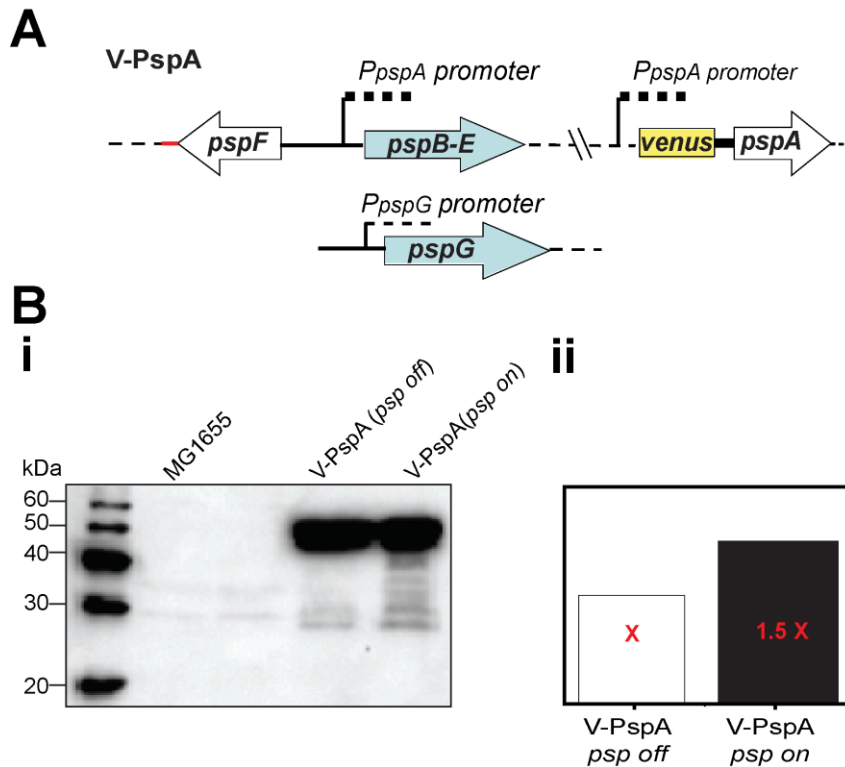 A
V-PspA
PpspA promoter
PpspA promoter
pspF
pspB-E
venus
pspA
PpspG promoter
pspG
B
i
ii
MG1655
V-PspA (psp off)
V-PspA(psp on)
kDa
60
50
40
30
20
X
1.5 X
V-PspA
psp off
V-PspA
psp on